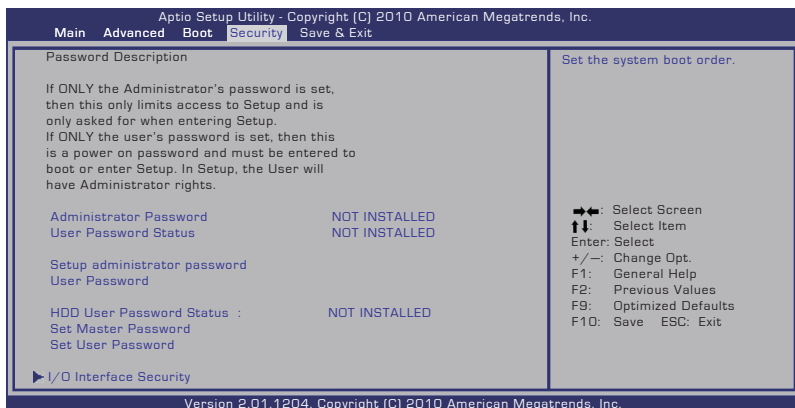 Aptio Setup Utility - Copyright (C) 2010 American Megatrends, Inc.
Main Advanced Boot Security Save & Exit
Password Description
If ONLY the Administrator's password is set,
then this only limits access to Setup and is
only asked for when entering Setup.
If ONLY the user's password is set, then this
is a power on password and must be entered to
boot or enter Setup. In Setup, the User will
have Administrator rights.
Administrator Password NOT INSTALLED
User Password Status NOT INSTALLED
Setup administrator password
User Password
HDD User Password Status : NOT INSTALLED
Set Master Password
Set User Password
I/O Interface Security
Set the system boot order.
→←: Select Screen
↑↓: Select Item
Enter: Select
+/—: Change Opt.
F1: General Help
F2: Previous Values
F9: Optimized Defaults
F10: Save ESC: Exit
Version 2.01.1204. Copyright (C) 2010 American Megatrends, Inc.